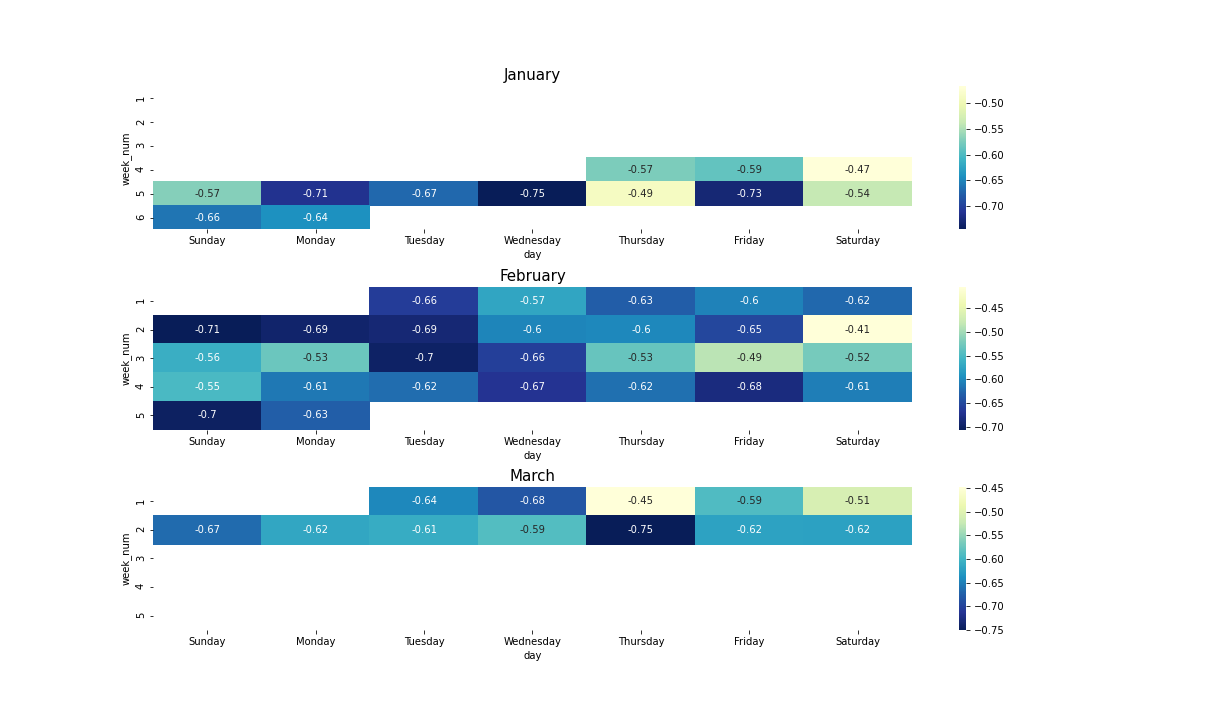 January
week_num
1
2
3
4 -0.57 -0.59 -0.47
5 -0.57 -0.71 -0.67 -0.75 -0.49 -0.73 -0.54
6 -0.66 -0.64
Sunday Monday Tuesday Wednesday Thursday Friday Saturday
day
−0.50
−0.55
−0.60
−0.65
−0.70
February
week_num
1 -0.66 -0.57 -0.63 -0.6 -0.62
2 -0.71 -0.69 -0.69 -0.6 -0.6 -0.65 -0.41
3 -0.56 -0.53 -0.7 -0.66 -0.53 -0.49 -0.52
4 -0.55 -0.61 -0.62 -0.67 -0.62 -0.68 -0.61
5 -0.7 -0.63
Sunday Monday Tuesday Wednesday Thursday Friday Saturday
day
−0.45
−0.50
−0.55
−0.60
−0.65
−0.70
March
week_num
1 -0.64 -0.68 -0.45 -0.59 -0.51
2 -0.67 -0.62 -0.61 -0.59 -0.75 -0.62 -0.62
3
4
5
Sunday Monday Tuesday Wednesday Thursday Friday Saturday
day
−0.45
−0.50
−0.55
−0.60
−0.65
−0.70
−0.75